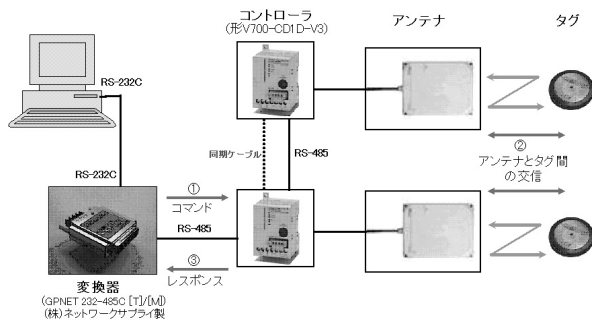 コントローラ
(形V700-CD1D-V3)
アンテナ
タグ
RS-232C
RS-232C
同期ケーブル
RS-485
②
アンテナとタグ間
の交信
①
コマンド
RS-485
③
レスポンス
変換器
(GPNET 232-485C [T]/[M])
(株)ネットワークサプライ製